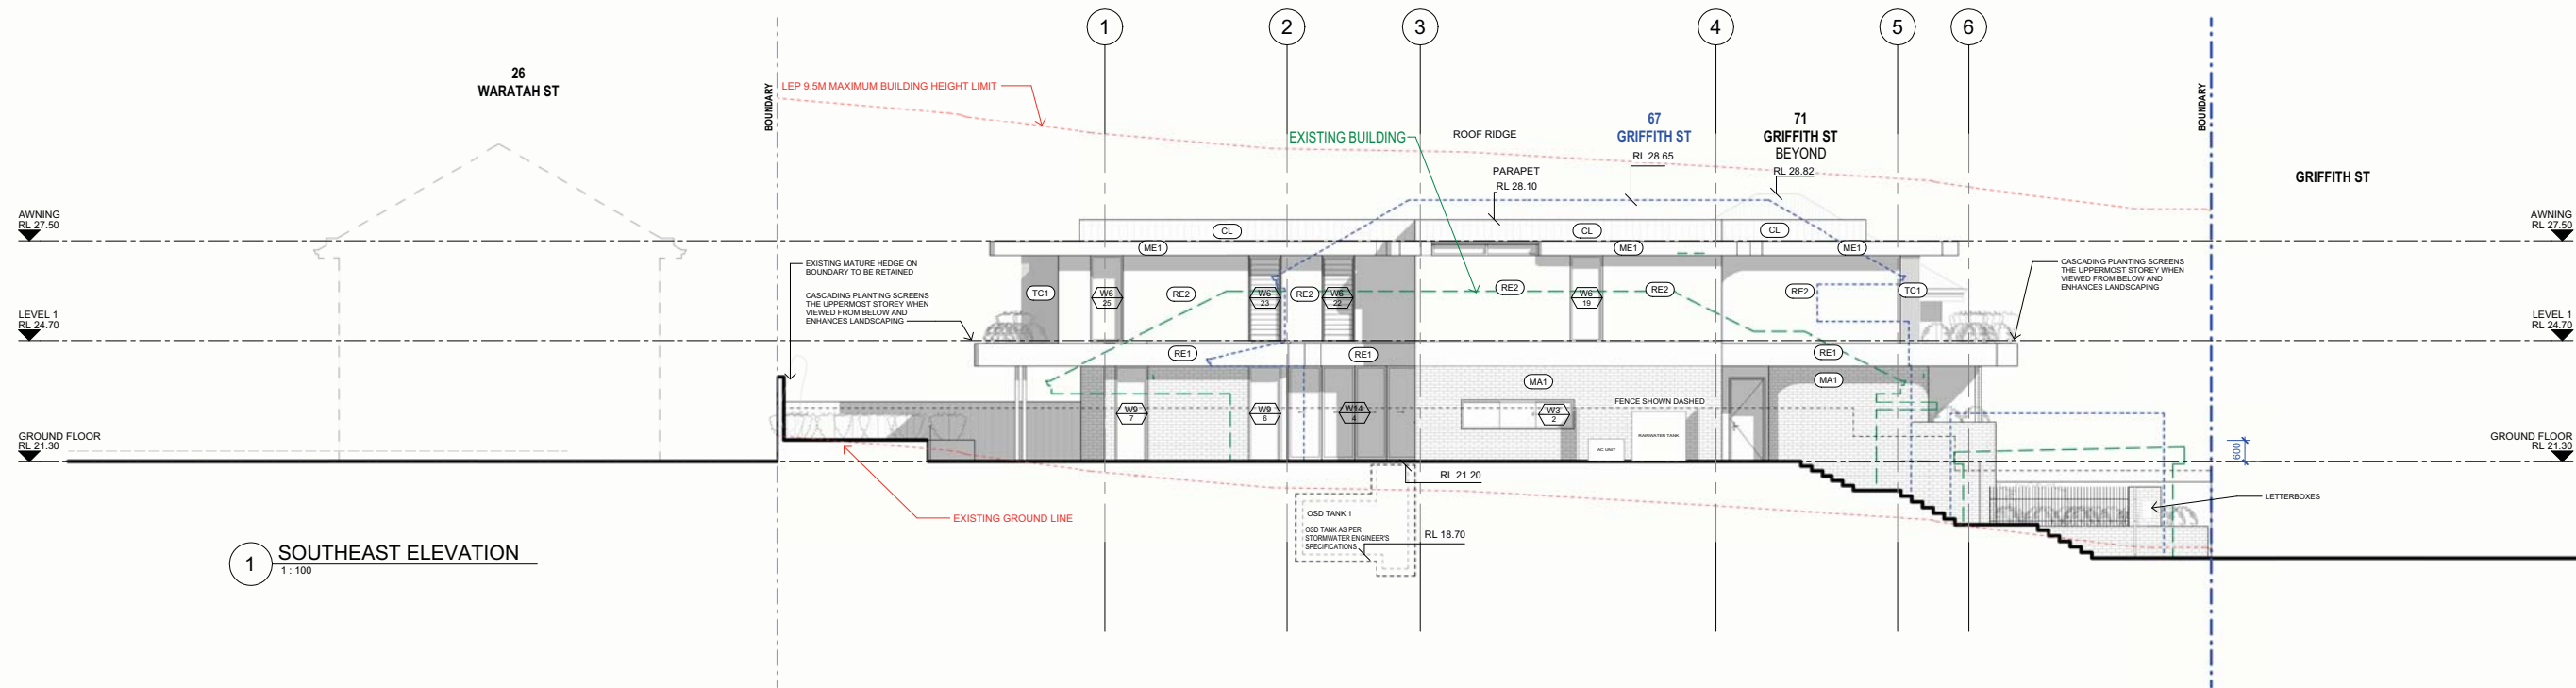 1
2
3
4
5
6
26
WARATAH ST
BOUNDARY
LEP 9.5M MAXIMUM BUILDING HEIGHT LIMIT
EXISTING BUILDING
ROOF RIDGE
67
GRIFFITH ST
RL 28.65
71
GRIFFITH ST
BEYOND
RL 28.82
BOUNDARY
GRIFFITH ST
PARAPET
RL 28.10
AWNING
RL 27.50
CL
CL
CL
AWNING
RL 27.50
ME1
ME1
ME1
EXISTING MATURE HEDGE ON
BOUNDARY TO BE RETAINED
CASCADING PLANTING SCREENS
THE UPPERMOST STOREY WHEN
VIEWED FROM BELOW AND
ENHANCES LANDSCAPING
TC1
W6
25
RE2
W6
23
RE2
W6
22
RE2
W6
19
RE2
RE2
TC1
CASCADING PLANTING SCREENS
THE UPPERMOST STOREY WHEN
VIEWED FROM BELOW AND
ENHANCES LANDSCAPING
LEVEL 1
RL 24.70
LEVEL 1
RL 24.70
RE1
RE1
RE1
MA1
MA1
W9
7
W9
6
W14
4
W3
2
FENCE SHOWN DASHED
RAINWATER TANK
AC UNIT
GROUND FLOOR
RL 21.30
600
GROUND FLOOR
RL 21.30
RL 21.20
LETTERBOXES
EXISTING GROUND LINE
OSD TANK 1
OSD TANK AS PER
STORMWATER ENGINEER'S
SPECIFICATIONS
RL 18.70
1
SOUTHEAST ELEVATION
1 : 100